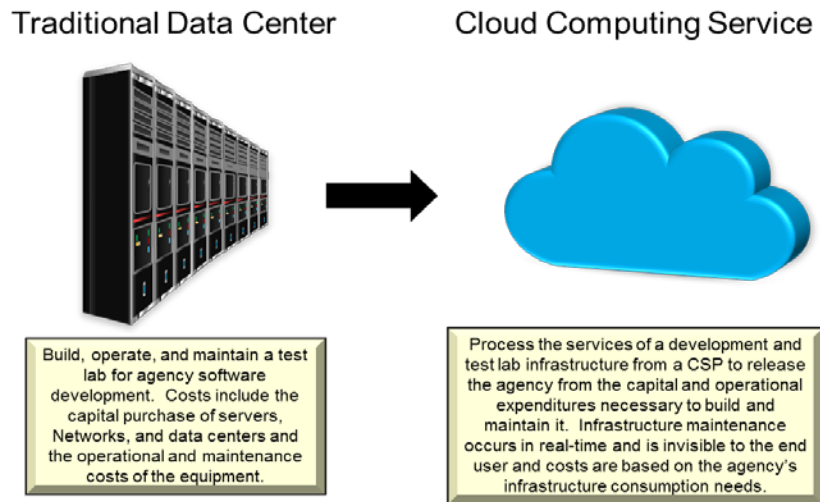 Traditional Data Center
Cloud Computing Service
Build, operate, and maintain a test
lab for agency software
development. Costs include the
capital purchase of servers,
Networks, and data centers and
the operational and maintenance
costs of the equipment.
Process the services of a development and
test lab infrastructure from a CSP to release
the agency from the capital and operational
expenditures necessary to build and
maintain it. Infrastructure maintenance
occurs in real-time and is invisible to the end
user and costs are based on the agency's
infrastructure consumption needs.